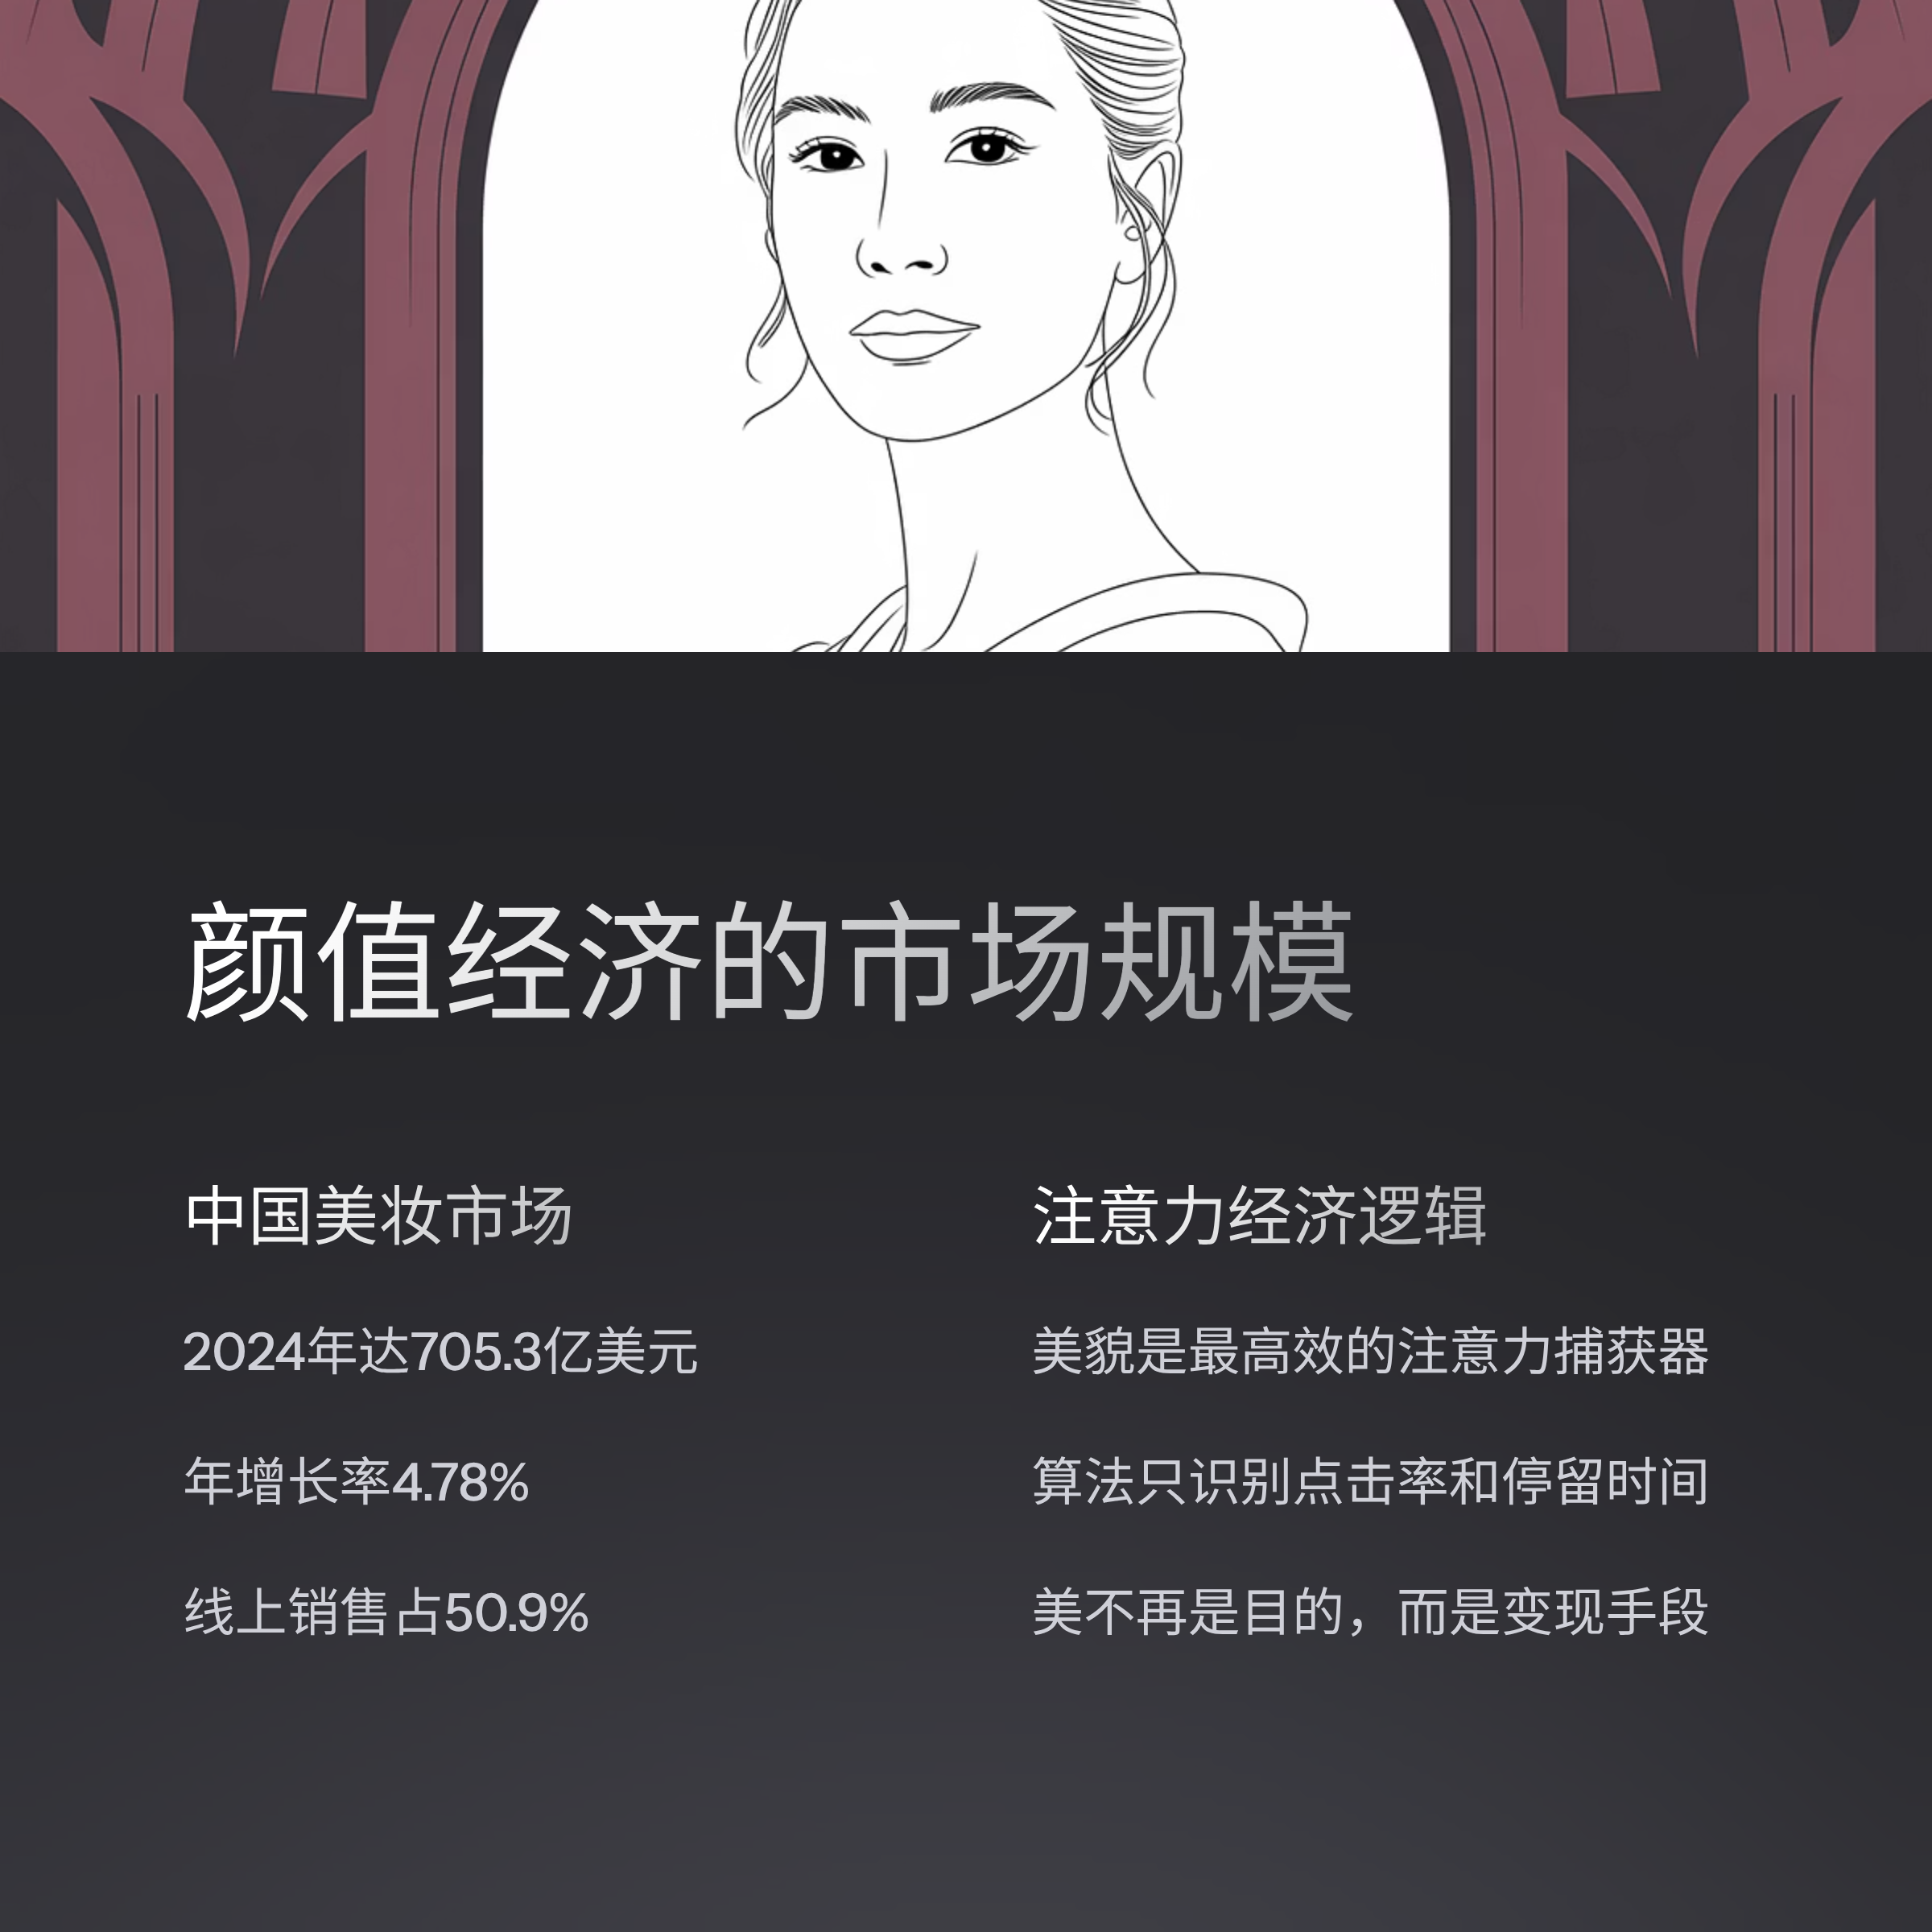 颜值经济的市场规模
中国美妆市场
2024年达705.3亿美元
年增长率4.78%
线上销售占50.9%
注意力经济逻辑
美貌是最高效的注意力捕获器
算法只识别点击率和停留时间
美不再是目的，而是变现手段